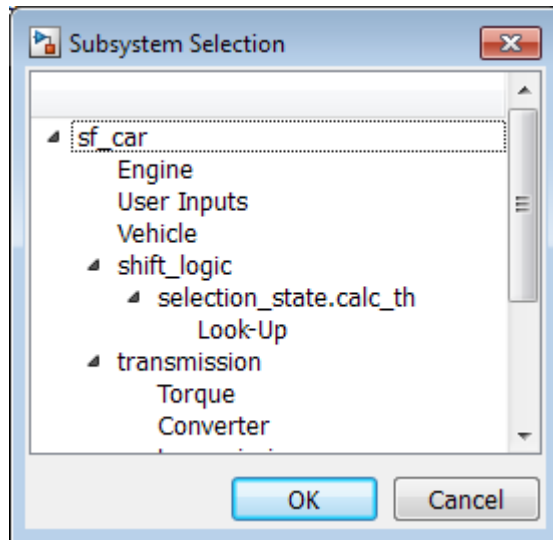 Subsystem Selection
sf_car
Engine
User Inputs
Vehicle
shift_logic
selection_state.calc_th
Look-Up
transmission
Torque
Converter
OK
Cancel